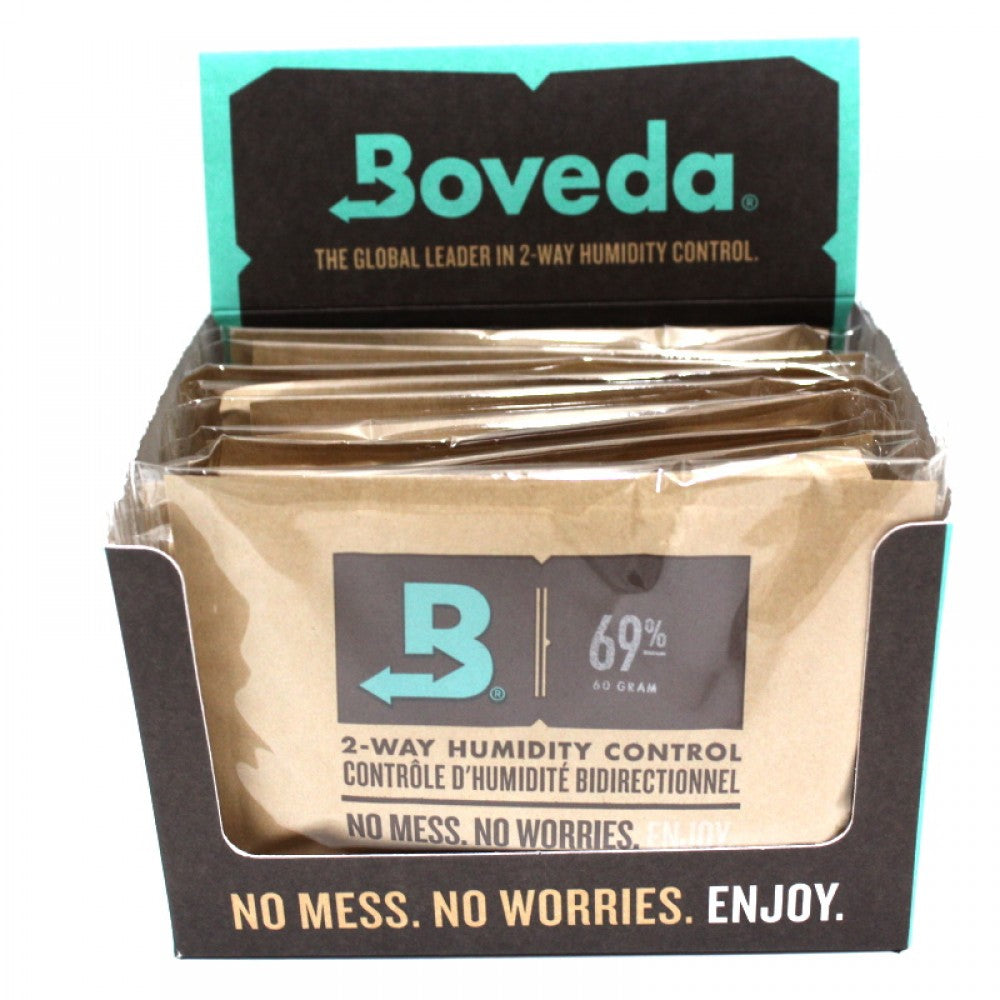 Boveda®
THE GLOBAL LEADER IN 2-WAY HUMIDITY CONTROL.
B®
69%
60 GRAM
2-WAY HUMIDITY CONTROL
CONTRÔLE D'HUMIDITÉ BIDIRECTIONNEL
NO MESS. NO WORRIES. ENJOY.
NO MESS. NO WORRIES. ENJOY.